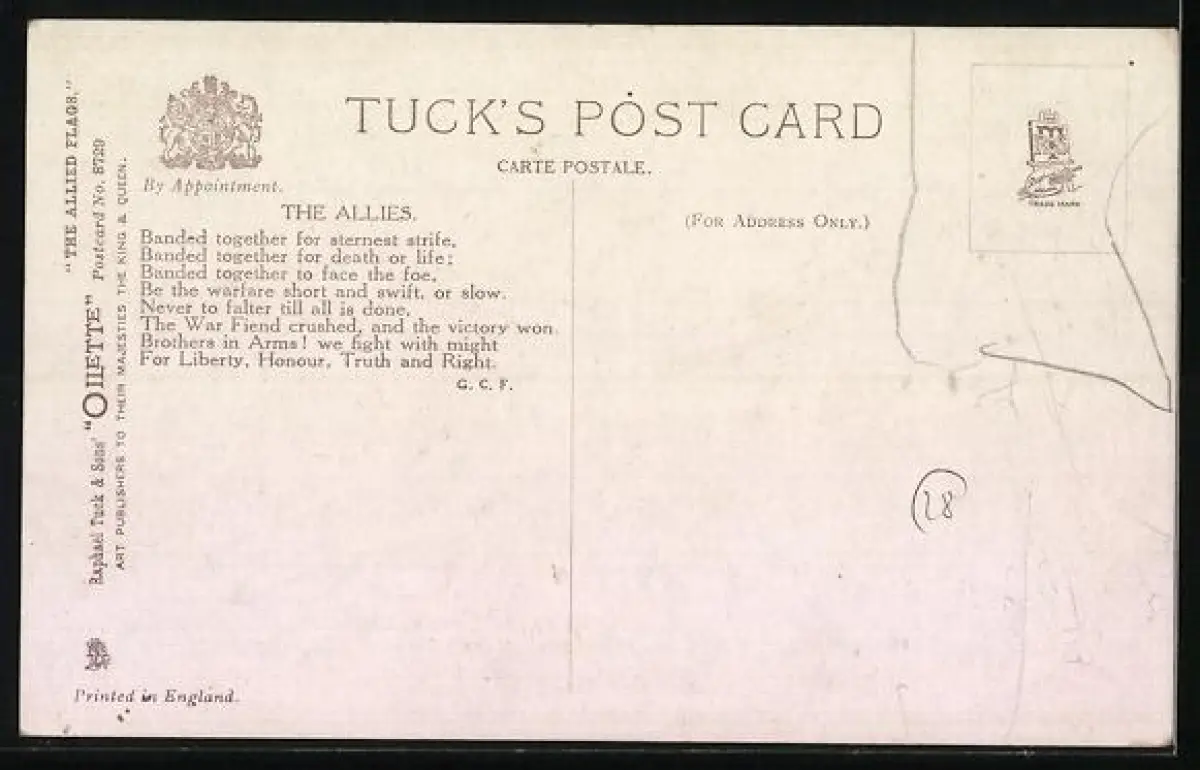 TUCK'S POST CARD
CARTE POSTALE.
By Appointment.
THE ALLIES.
Banded together for sternest strife,
Banded together for death or life;
Banded together to face the foe,
Be the warfare short and swift, or slow.
Never to falter till all is done,
The War Fiend crushed, and the victory won.
Brothers in Arms! we fight with might
For Liberty, Honour, Truth and Right.
G. C. F.
(FOR ADDRESS ONLY.)
TRADE MARK
28
"THE ALLIED FLAGS."
Raphael Tuck & Sons' "OILETTE" Postcard No. 8729
ART PUBLISHERS TO THEIR MAJESTIES THE KING & QUEEN.
Printed in England.